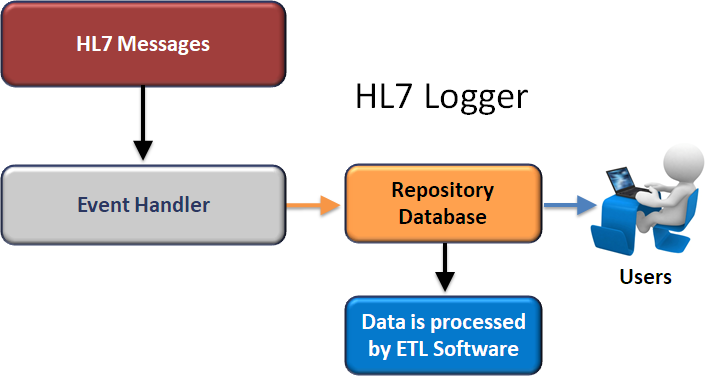 HL7 Messages
HL7 Logger
Event Handler
Repository
Database
Users
Data is processed
by ETL Software